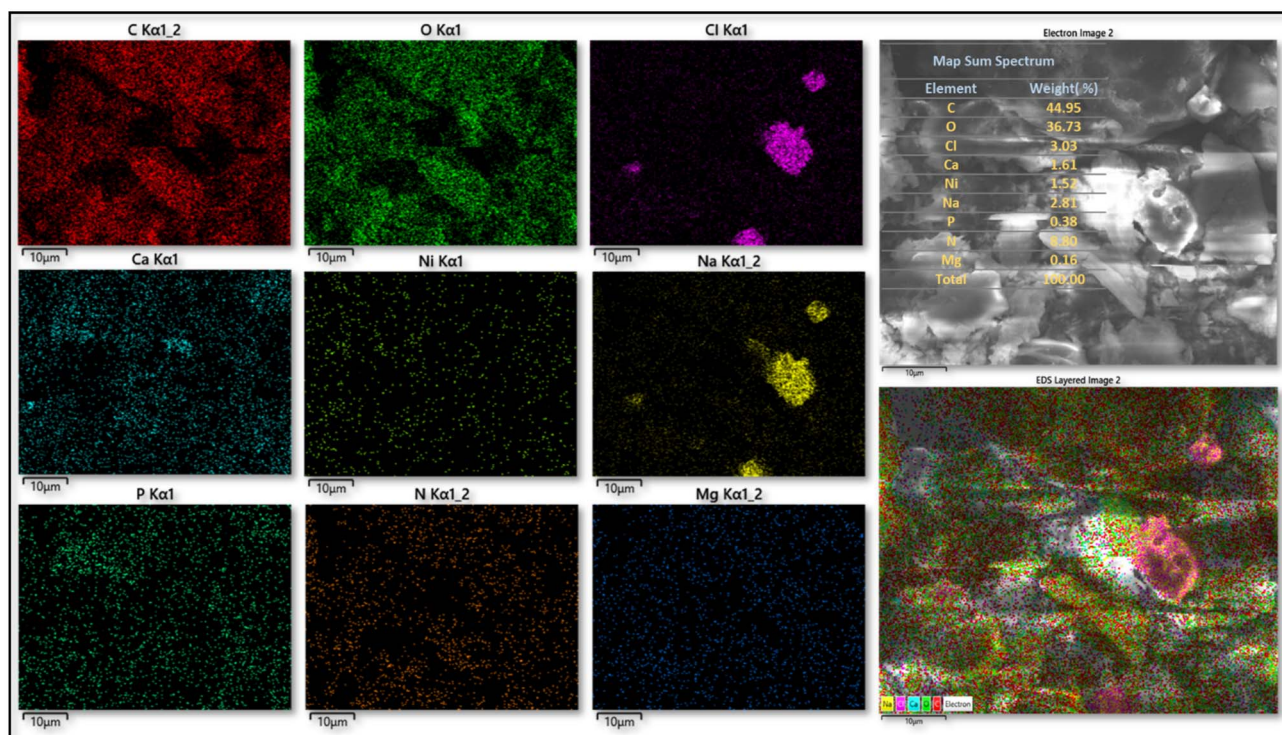 C Kα1_2
O Kα1
Cl Kα1
10µm
10µm
10µm
Ca Kα1
Ni Kα1
Na Kα1_2
10µm
10µm
10µm
P Kα1
N Kα1_2
Mg Kα1_2
10µm
10µm
10µm
Electron Image 2
Map Sum Spectrum
Element Weight( %)
C 44.95
O 36.73
Cl 3.03
Ca 1.61
Ni 1.52
Na 2.81
P 0.38
N 8.80
Mg 0.16
Total 100.00
10µm
EDS Layered Image 2
Na Ca O Electron
10µm